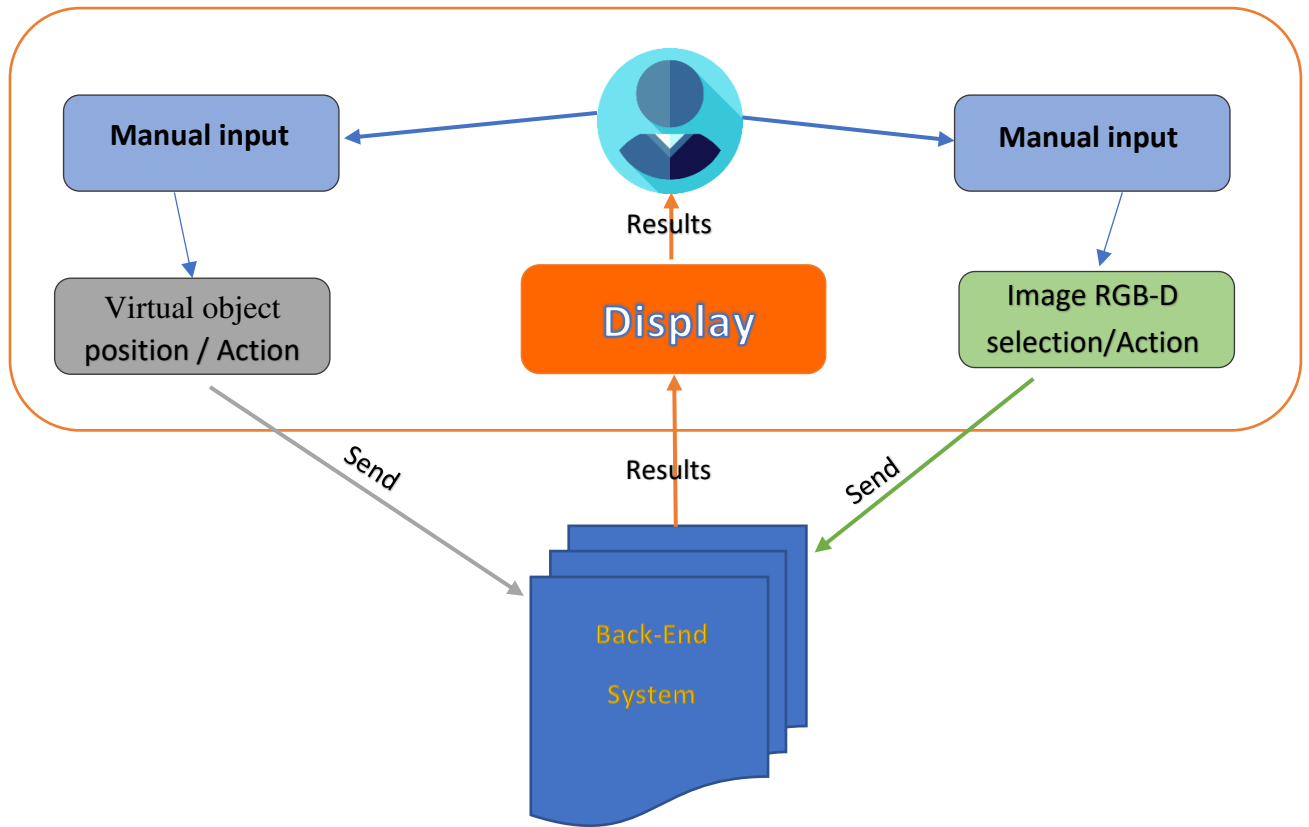 Manual input
Manual input
Results
Virtual object
position / Action
Display
Image RGB-D
selection/Action
Send
Results
Send
Back-End
System